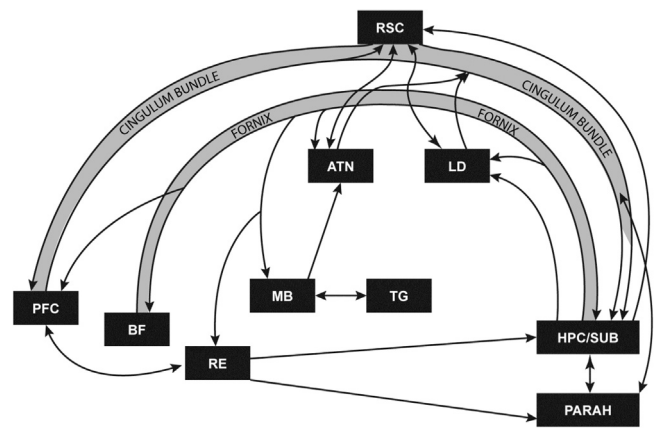 RSC
CINGULUM BUNDLE
CINGULUM BUNDLE
FORNIX
FORNIX
ATN
LD
MB
TG
PFC
BF
HPC/SUB
RE
PARAH